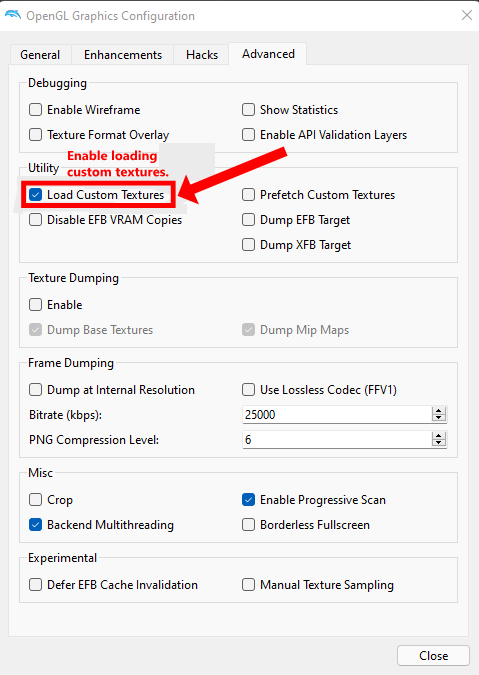 OpenGL Graphics Configuration
General Enhancements Hacks Advanced
Debugging
Enable Wireframe Show Statistics
Texture Format Overlay Enable API Validation Layers
Enable loading
custom textures.
Utility
Load Custom Textures Prefetch Custom Textures
Disable EFB VRAM Copies Dump EFB Target
Dump XFB Target
Texture Dumping
Enable
Dump Base Textures Dump Mip Maps
Frame Dumping
Dump at Internal Resolution Use Lossless Codec (FFV1)
Bitrate (kbps): 25000
PNG Compression Level: 6
Misc
Crop Enable Progressive Scan
Backend Multithreading Borderless Fullscreen
Experimental
Defer EFB Cache Invalidation Manual Texture Sampling
Close